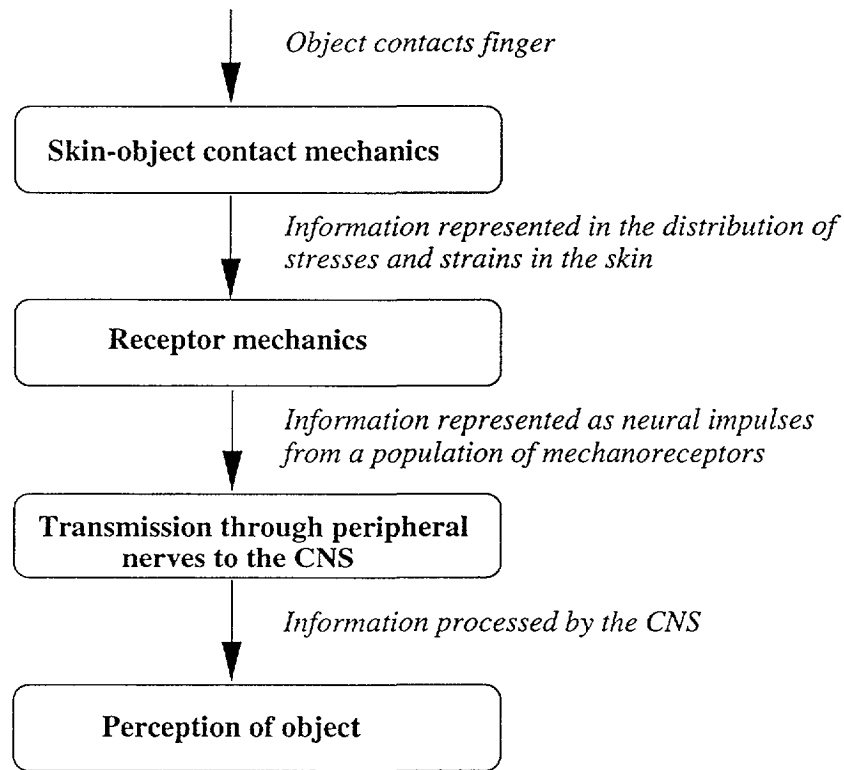 Object contacts finger
Skin-object contact mechanics
Information represented in the distribution of
stresses and strains in the skin
Receptor mechanics
Information represented as neural impulses
from a population of mechanoreceptors
Transmission through peripheral
nerves to the CNS
Information processed by the CNS
Perception of object